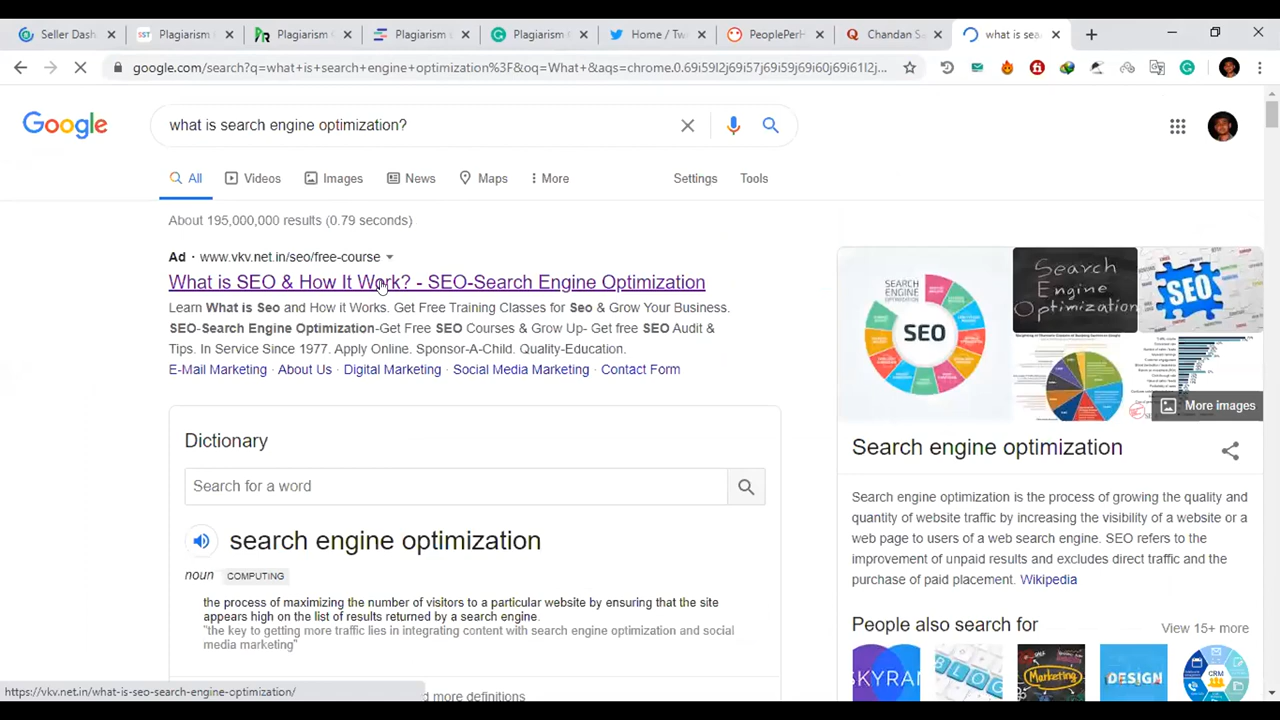 Seller Das
Plagiarism
Plagiarism
Plagiarism
Plagiarism
Home / Tw
PeoplePerH
Chandan S
what is sea
google.com/search?q=what+is+search+engine+optimization%3F&oq=What+&aqs=chrome.0.69i59l2j69i57j69i59j69i60j69i61l2j...
Google
what is search engine optimization?
All
Videos
Images
News
Maps
More
Settings
Tools
About 195,000,000 results (0.79 seconds)
Ad · www.vkv.net.in/seo/free-course
What is SEO & How It Work? - SEO-Search Engine Optimization
Learn What is Seo and How it Works. Get Free Training Classes for Seo & Grow Your Business.
SEO-Search Engine Optimization-Get Free SEO Courses & Grow Up- Get free SEO Audit &
Tips. In Service Since 1977. Apply Online. Sponsor-A-Child. Quality-Education.
E-Mail Marketing · About Us · Digital Marketing · Social Media Marketing · Contact Form
Dictionary
Search for a word
search engine optimization
noun COMPUTING
the process of maximizing the number of visitors to a particular website by ensuring that the site
appears high on the list of results returned by a search engine.
"the key to getting more traffic lies in integrating content with search engine optimization and social
media marketing"
d more definitions
https://vkv.net.in/what-is-seo-search-engine-optimization/
SEARCH
ENGINE
OPTIMIZATION
SEO
Search
Engine
Optimization
SEO
More images
Search engine optimization
Search engine optimization is the process of growing the quality and
quantity of website traffic by increasing the visibility of a website or a
web page to users of a web search engine. SEO refers to the
improvement of unpaid results and excludes direct traffic and the
purchase of paid placement. Wikipedia
People also search for
View 15+ more
SKYRAN
BLOG
Marketing
DESIGN
CRM